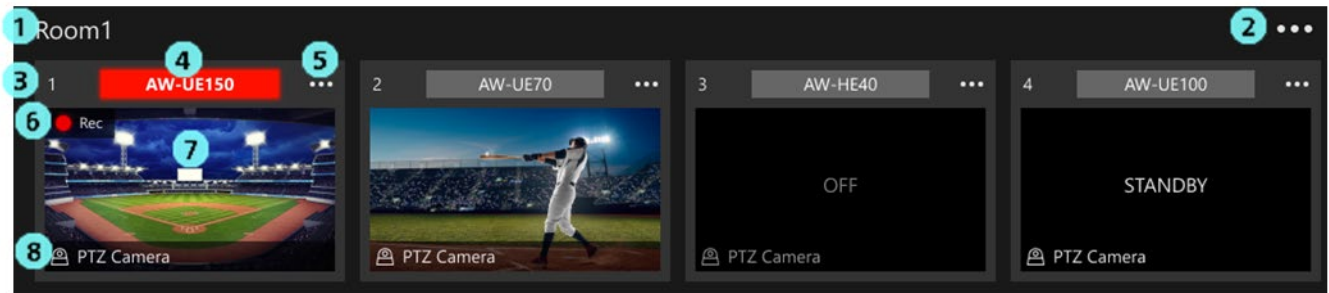 1 Room1 2 •••
4 5
3 1 AW-UE150 ••• 2 AW-UE70 ••• 3 AW-HE40 ••• 4 AW-UE100 •••
6 Rec
7
OFF STANDBY
8 PTZ Camera PTZ Camera PTZ Camera PTZ Camera